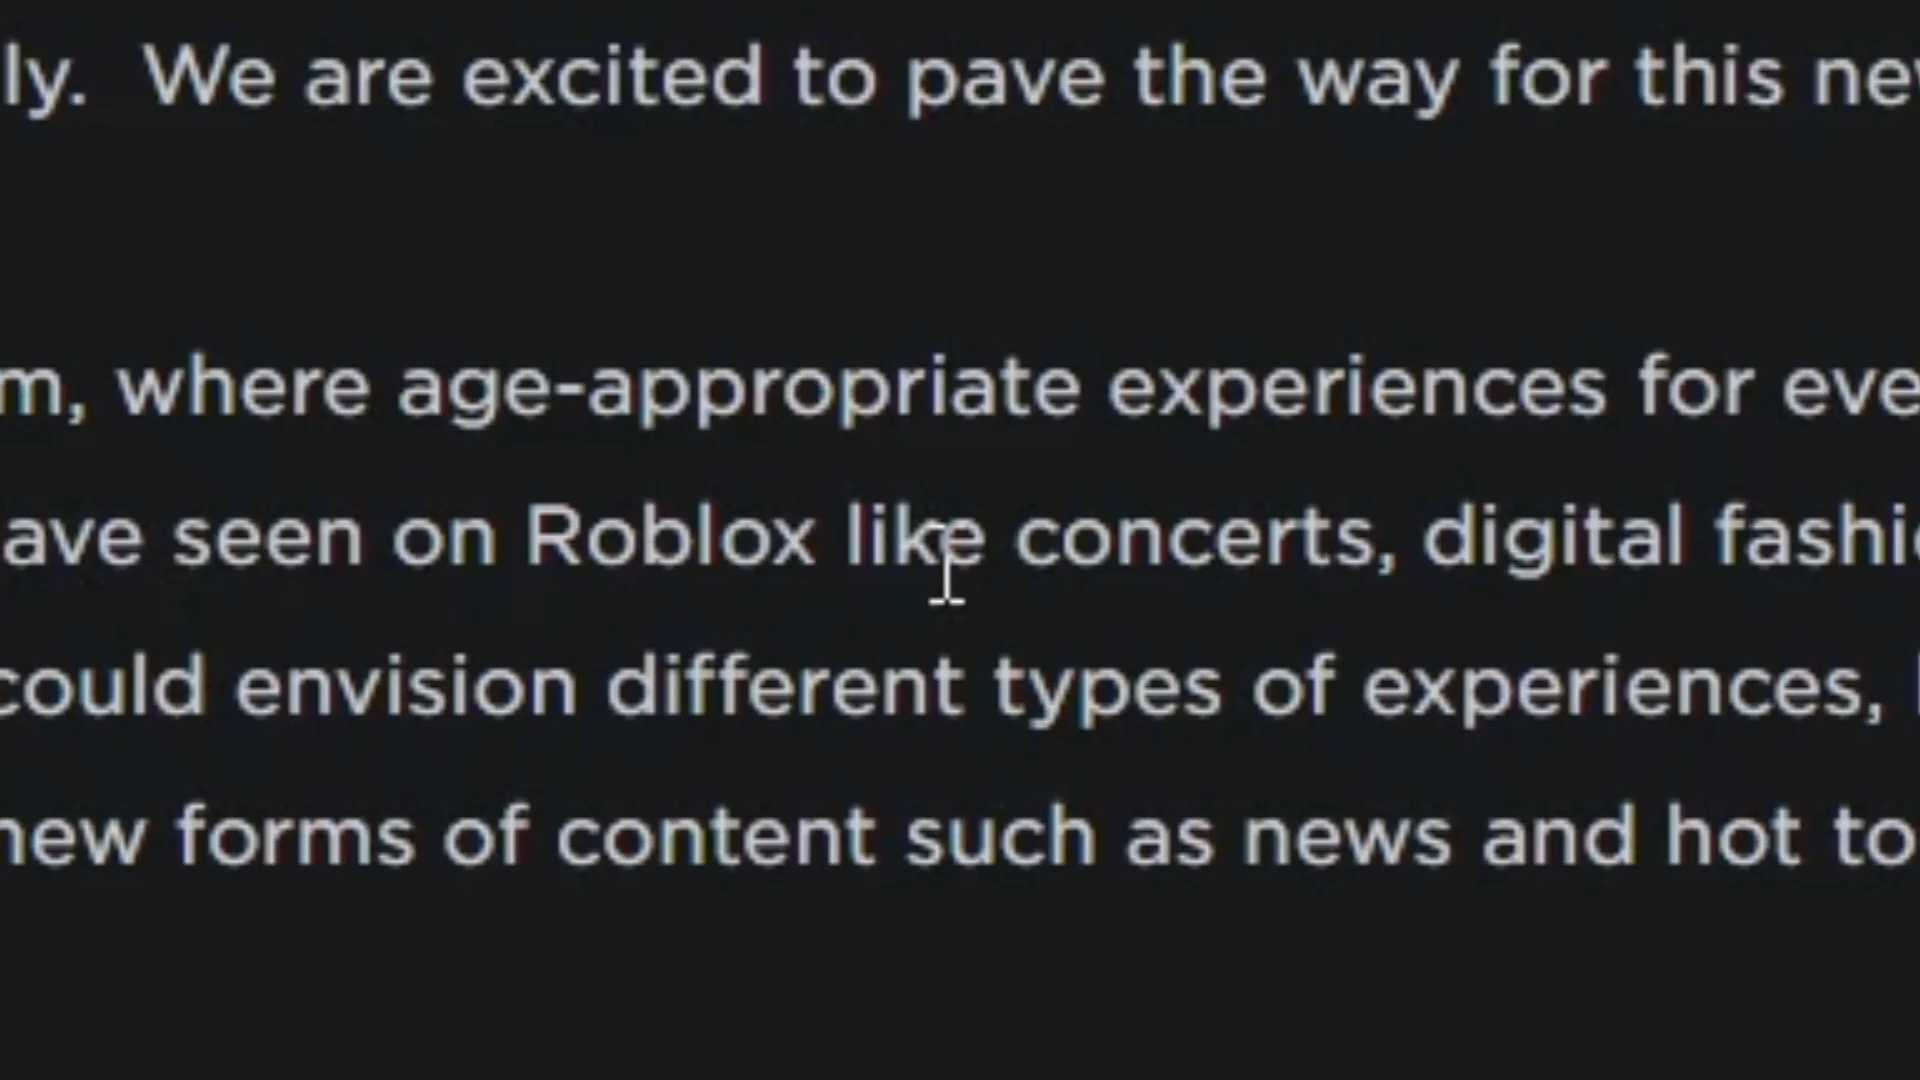 ly. We are excited to pave the way for this nev
m, where age-appropriate experiences for eve
ave seen on Roblox like concerts, digital fashi
could envision different types of experiences,
new forms of content such as news and hot to